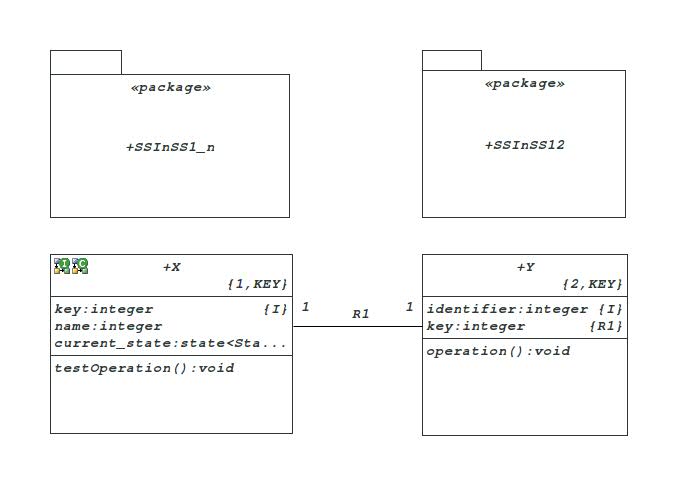 «package»
+SSInSS1_n
«package»
+SSInSS12
+X
{1,KEY}
key:integer {I}
name:integer
current_state:state<Sta...
testOperation():void
1 R1 1
+Y
{2,KEY}
identifier:integer {I}
key:integer {R1}
operation():void